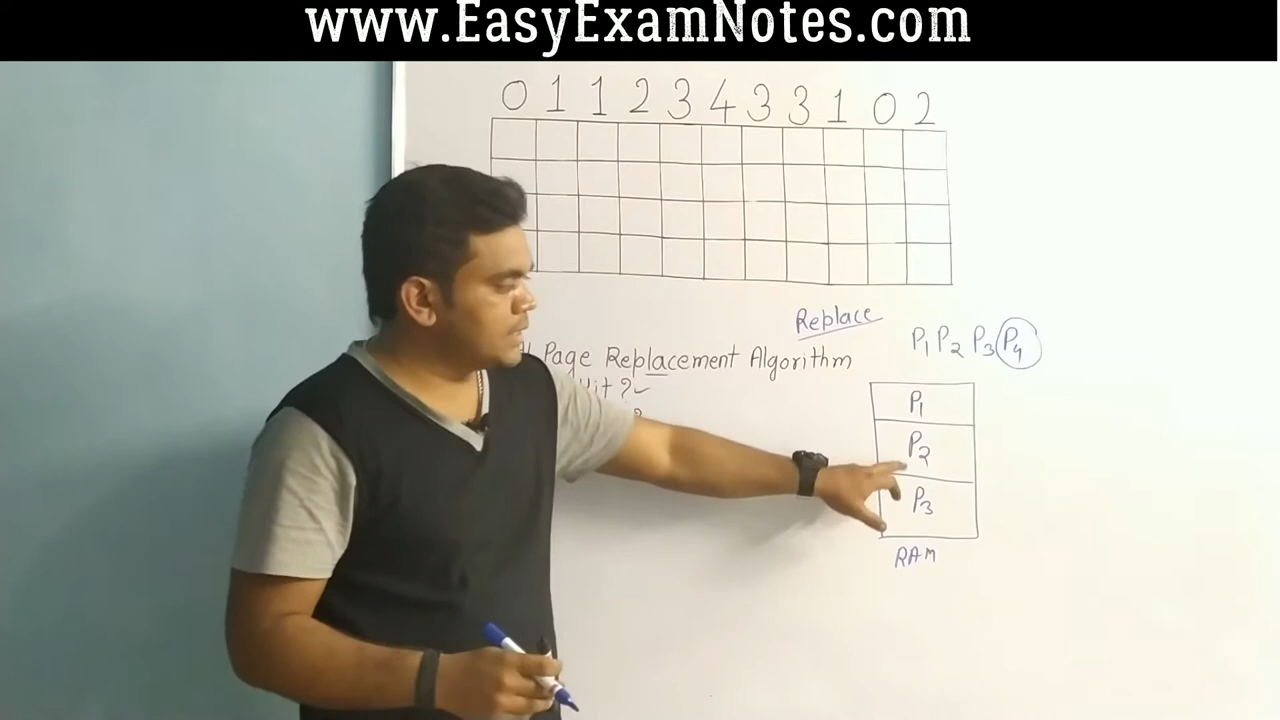 www.EasyExamNotes.com
0 1 1 2 3 4 3 3 1 0 2
Replace
P1 P2 P3 P4
Page Replacement Algorithm
Hit ?✓
?
P1
P2
P3
RAM